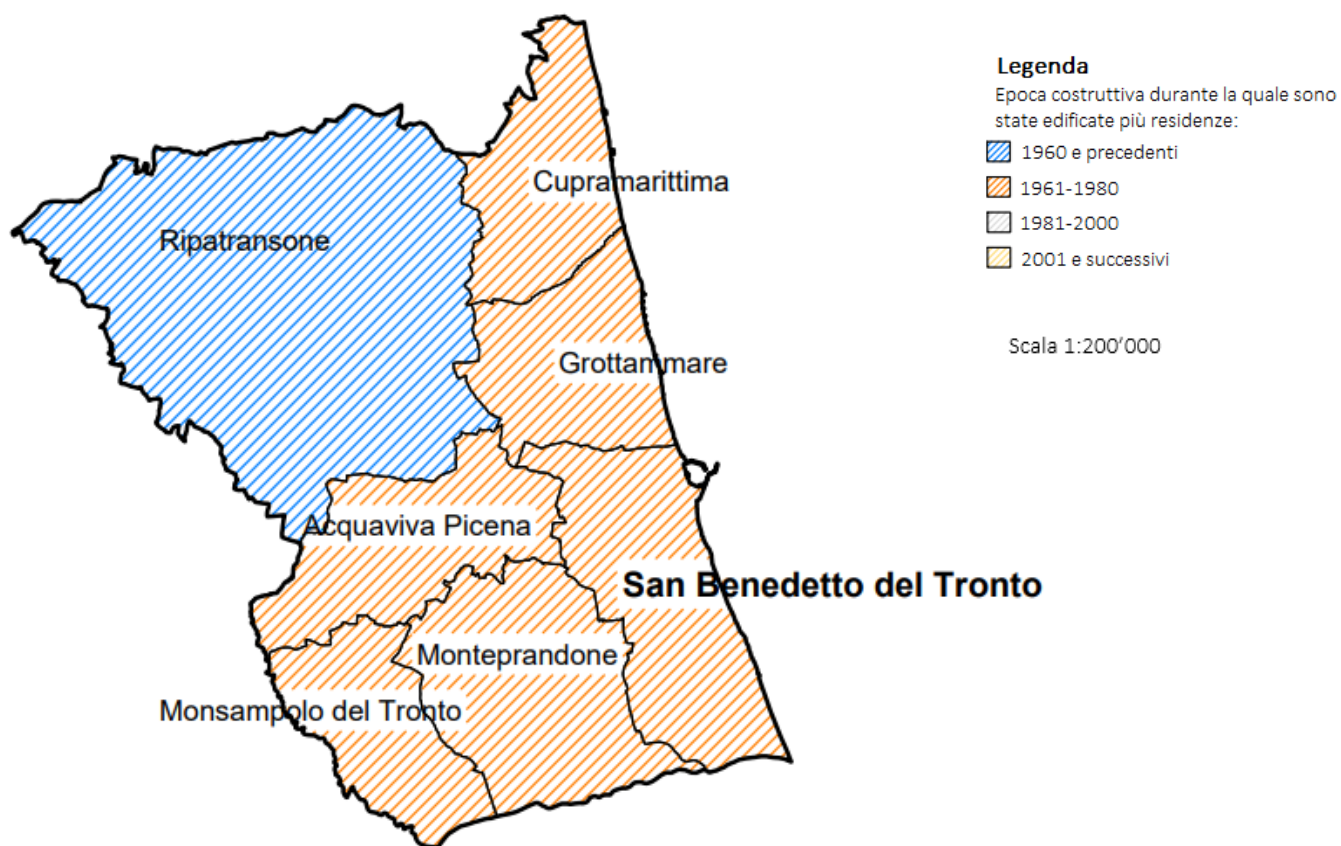 Legenda
Epoca costruttiva durante la quale sono
state edificate più residenze:
1960 e precedenti
1961-1980
1981-2000
2001 e successivi
Scala 1:200'000
Cupramarittima
Ripatransone
Grottammare
Acquaviva Picena
San Benedetto del Tronto
Monteprandone
Monsampolo del Tronto